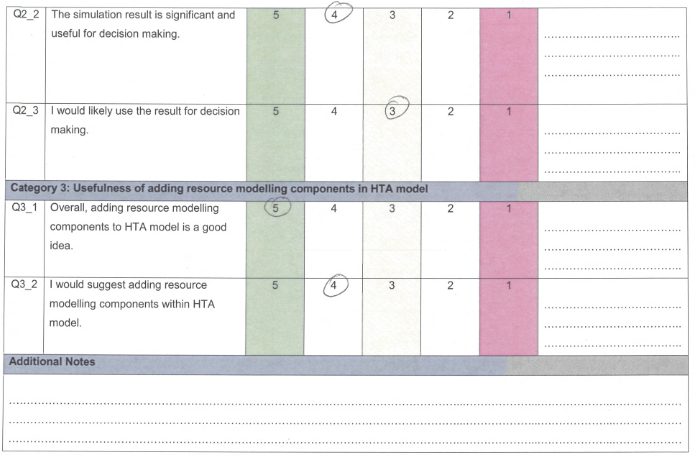 Q2_2 The simulation result is significant and 5 4 3 2 1
useful for decision making.
Q2_3 I would likely use the result for decision 5 4 3 2 1
making.
Category 3: Usefulness of adding resource modelling components in HTA model
Q3_1 Overall, adding resource modelling 5 4 3 2 1
components to HTA model is a good
idea.
Q3_2 I would suggest adding resource 5 4 3 2 1
modelling components within HTA
model.
Additional Notes